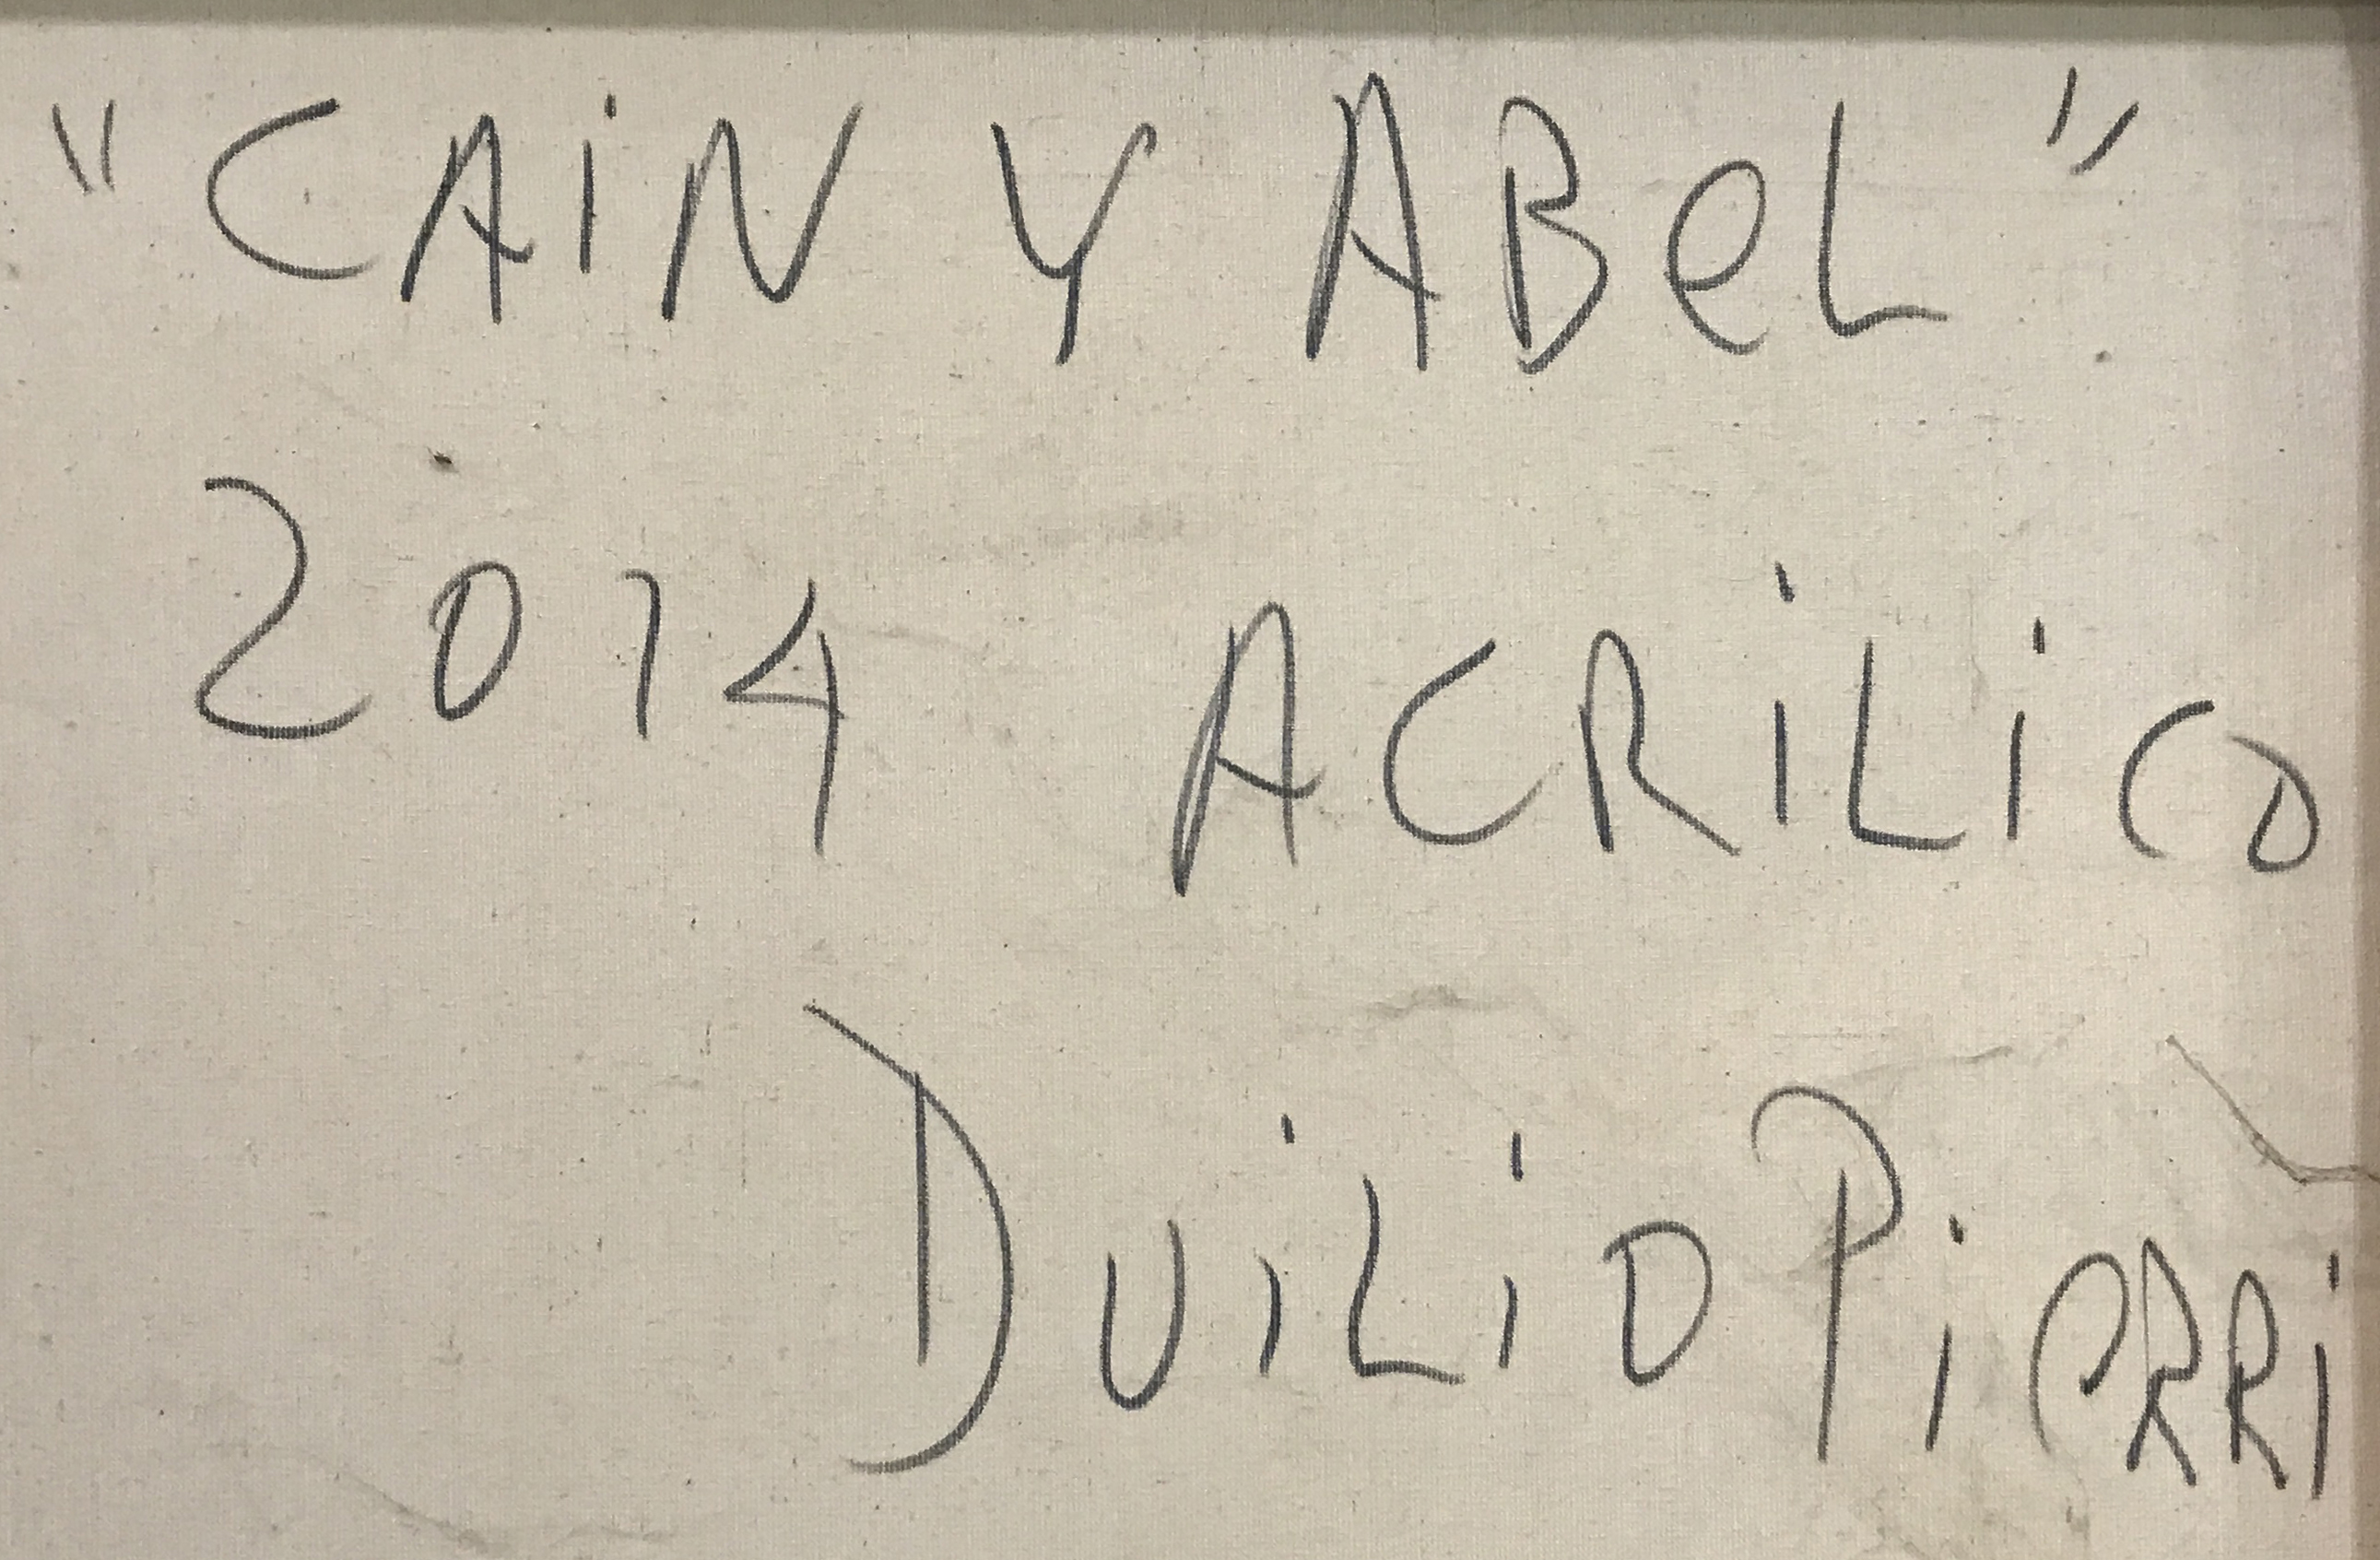 "CAiN Y ABeL"
2014 ACRiLiCO
DUiLiO PieRRi